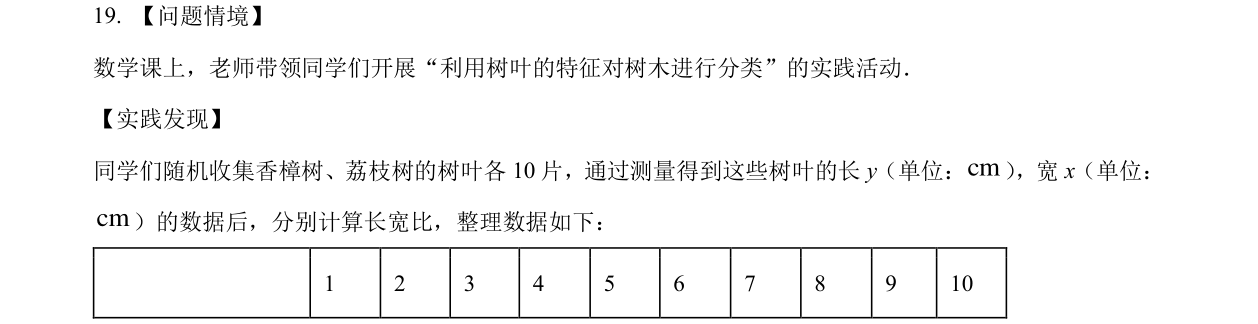 19. 【问题情境】
数学课上，老师带领同学们开展“利用树叶的特征对树木进行分类”的实践活动．
【实践发现】
同学们随机收集香樟树、荔枝树的树叶各 10 片，通过测量得到这些树叶的长 y（单位：cm），宽 x（单位：
cm）的数据后，分别计算长宽比，整理数据如下：
1 2 3 4 5 6 7 8 9 10